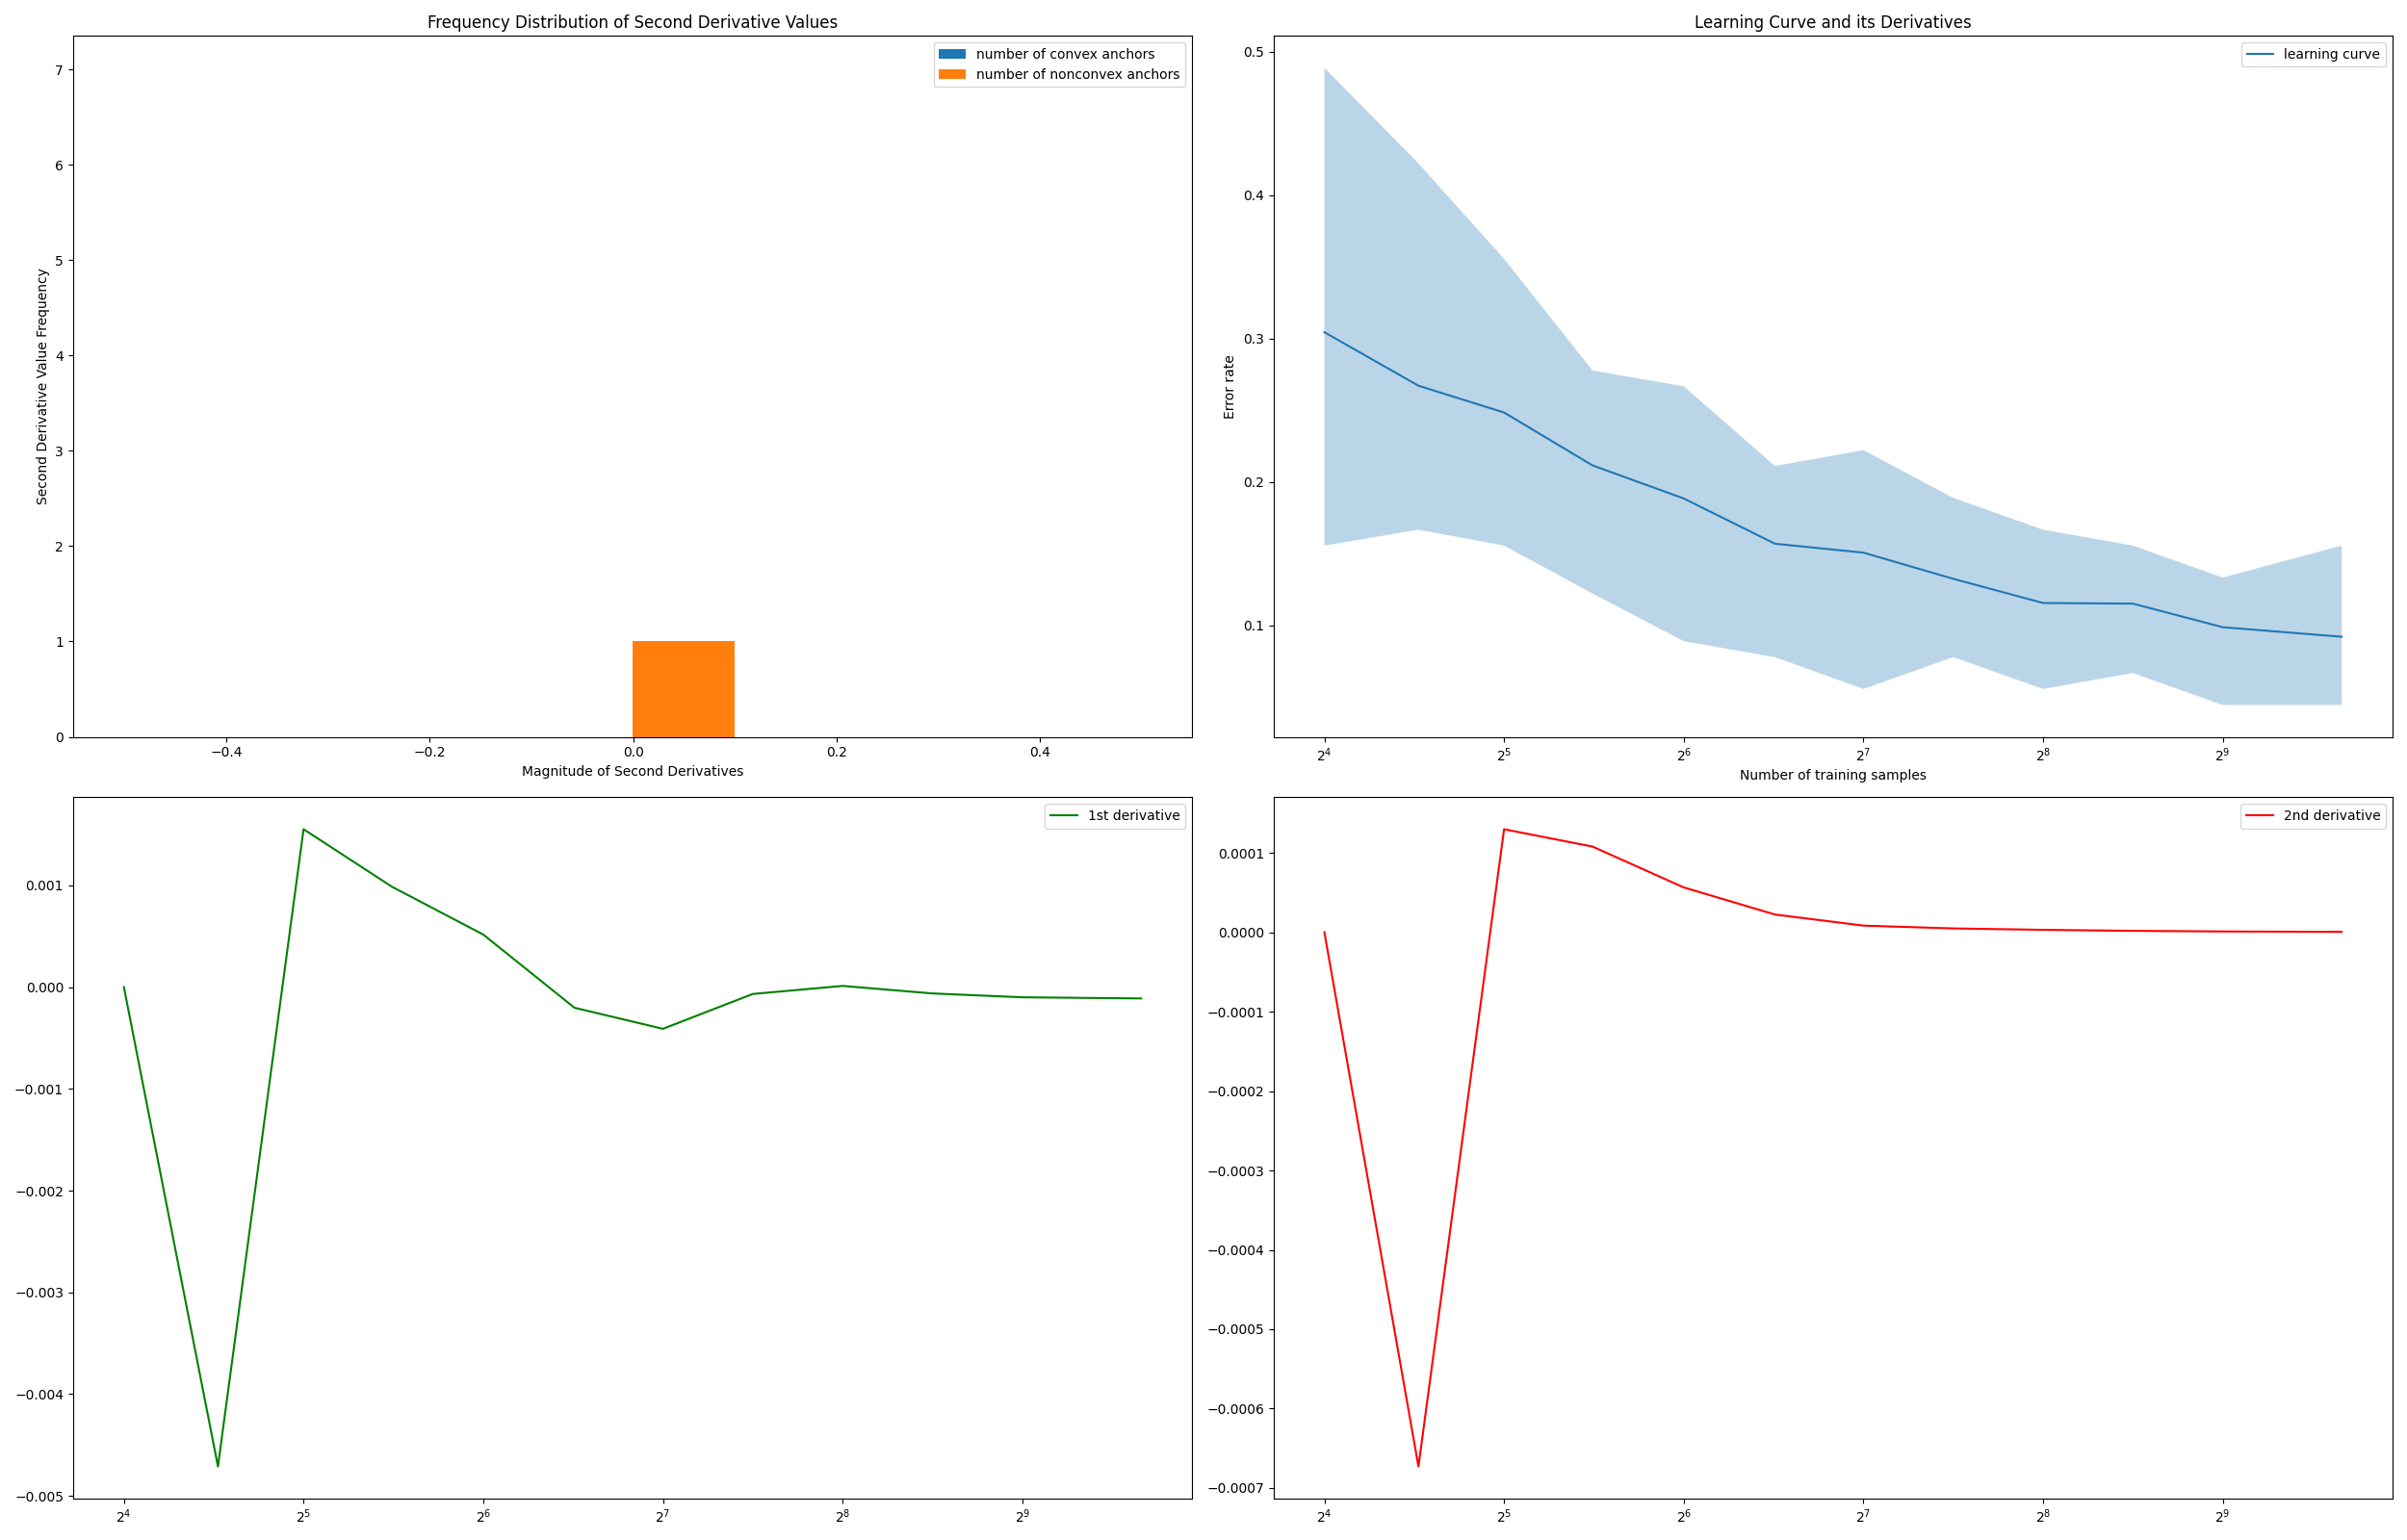 Frequency Distribution of Second Derivative Values
number of convex anchors
number of nonconvex anchors
7
6
5
4
3
2
1
0
Second Derivative Value Frequency
−0.4 −0.2 0.0 0.2 0.4
Magnitude of Second Derivatives
Learning Curve and its Derivatives
learning curve
0.5
0.4
0.3
0.2
0.1
Error rate
2⁴ 2⁵ 2⁶ 2⁷ 2⁸ 2⁹
Number of training samples
1st derivative
0.001
0.000
−0.001
−0.002
−0.003
−0.004
−0.005
2⁴ 2⁵ 2⁶ 2⁷ 2⁸ 2⁹
2nd derivative
0.0001
0.0000
−0.0001
−0.0002
−0.0003
−0.0004
−0.0005
−0.0006
−0.0007
2⁴ 2⁵ 2⁶ 2⁷ 2⁸ 2⁹